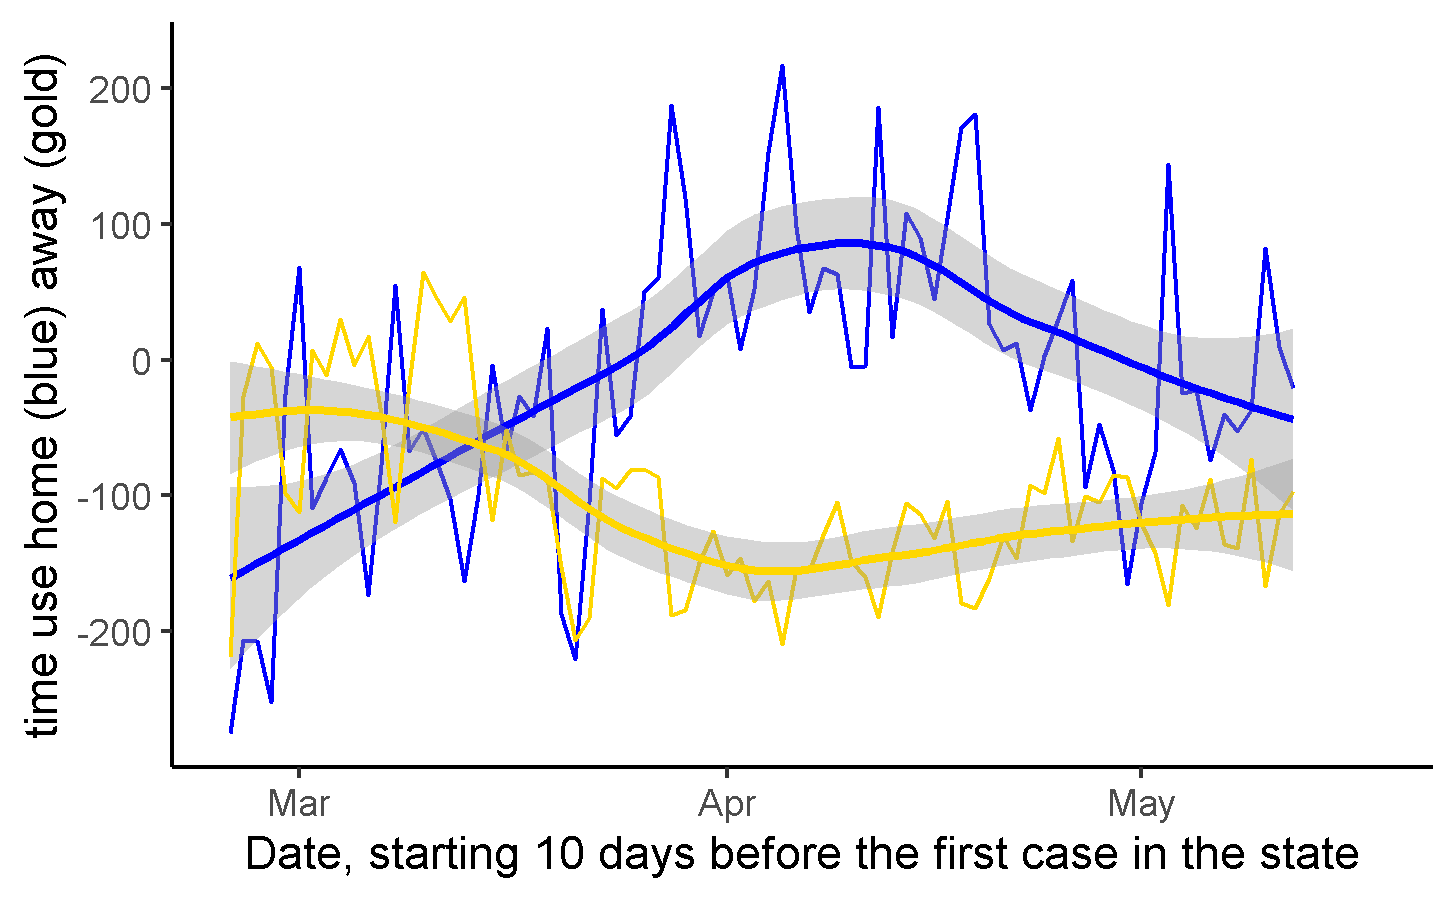 time use home (blue) away (gold)
200
100
0
-100
-200
Mar
Apr
May
Date, starting 10 days before the first case in the state